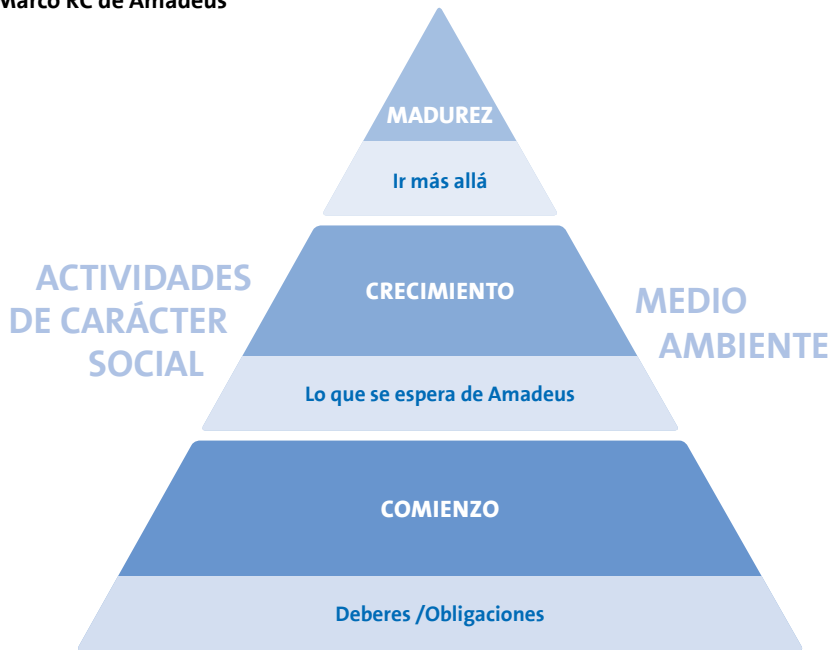 Marco RC de Amadeus
MADUREZ
Ir más allá
ACTIVIDADES
DE CARÁCTER
SOCIAL
CRECIMIENTO
MEDIO
AMBIENTE
Lo que se espera de Amadeus
COMIENZO
Deberes /Obligaciones